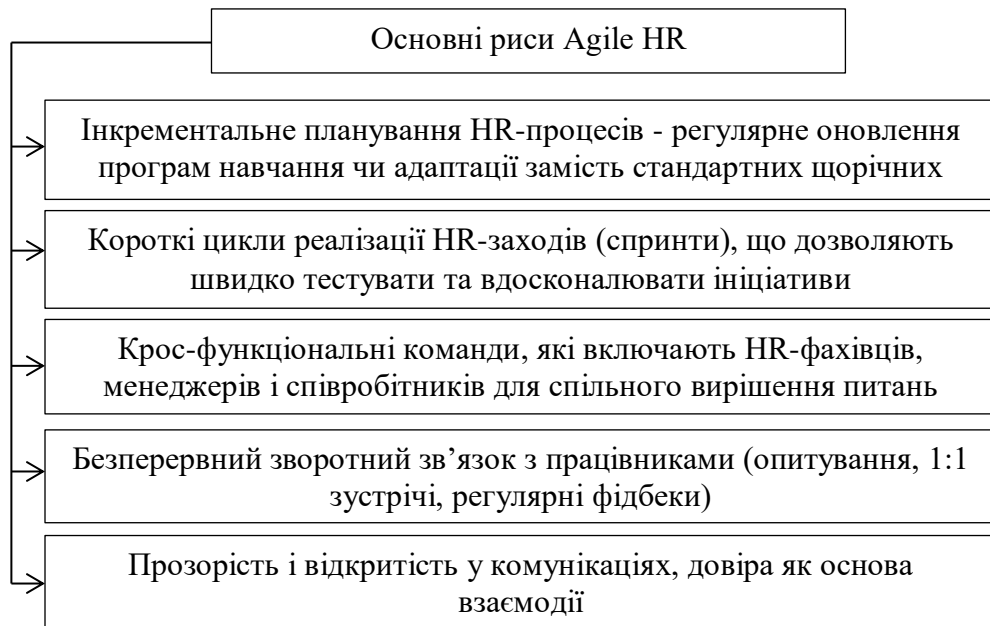 Основні риси Agile HR
Інкрементальне планування HR-процесів - регулярне оновлення
програм навчання чи адаптації замість стандартних щорічних
Короткі цикли реалізації HR-заходів (спринти), що дозволяють
швидко тестувати та вдосконалювати ініціативи
Крос-функціональні команди, які включають HR-фахівців,
менеджерів і співробітників для спільного вирішення питань
Безперервний зворотний зв’язок з працівниками (опитування, 1:1
зустрічі, регулярні фідбеки)
Прозорість і відкритість у комунікаціях, довіра як основа
взаємодії